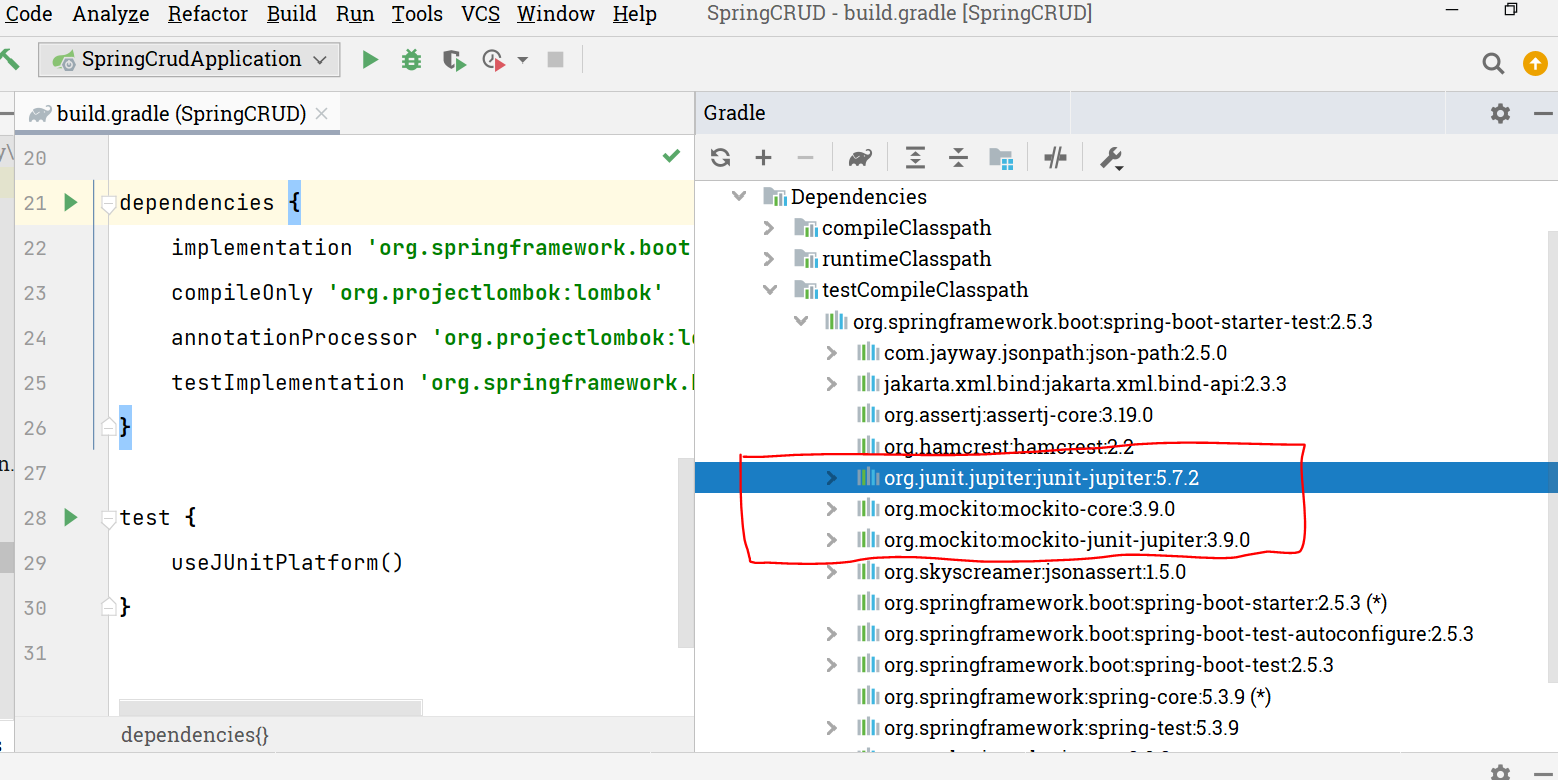 Code Analyze Refactor Build Run Tools VCS Window Help SpringCRUD - build.gradle [SpringCRUD]
SpringCrudApplication
build.gradle (SpringCRUD)
20
21 dependencies {
22 implementation 'org.springframework.boot
23 compileOnly 'org.projectlombok:lombok'
24 annotationProcessor 'org.projectlombok:lo
25 testImplementation 'org.springframework.b
26 }
27
28 test {
29 useJUnitPlatform()
30 }
31
dependencies{}
Gradle
Dependencies
compileClasspath
runtimeClasspath
testCompileClasspath
org.springframework.boot:spring-boot-starter-test:2.5.3
com.jayway.jsonpath:json-path:2.5.0
jakarta.xml.bind:jakarta.xml.bind-api:2.3.3
org.assertj:assertj-core:3.19.0
org.hamcrest:hamcrest:2.2
org.junit.jupiter:junit-jupiter:5.7.2
org.mockito:mockito-core:3.9.0
org.mockito:mockito-junit-jupiter:3.9.0
org.skyscreamer:jsonassert:1.5.0
org.springframework.boot:spring-boot-starter:2.5.3 (*)
org.springframework.boot:spring-boot-test-autoconfigure:2.5.3
org.springframework.boot:spring-boot-test:2.5.3
org.springframework:spring-core:5.3.9 (*)
org.springframework:spring-test:5.3.9